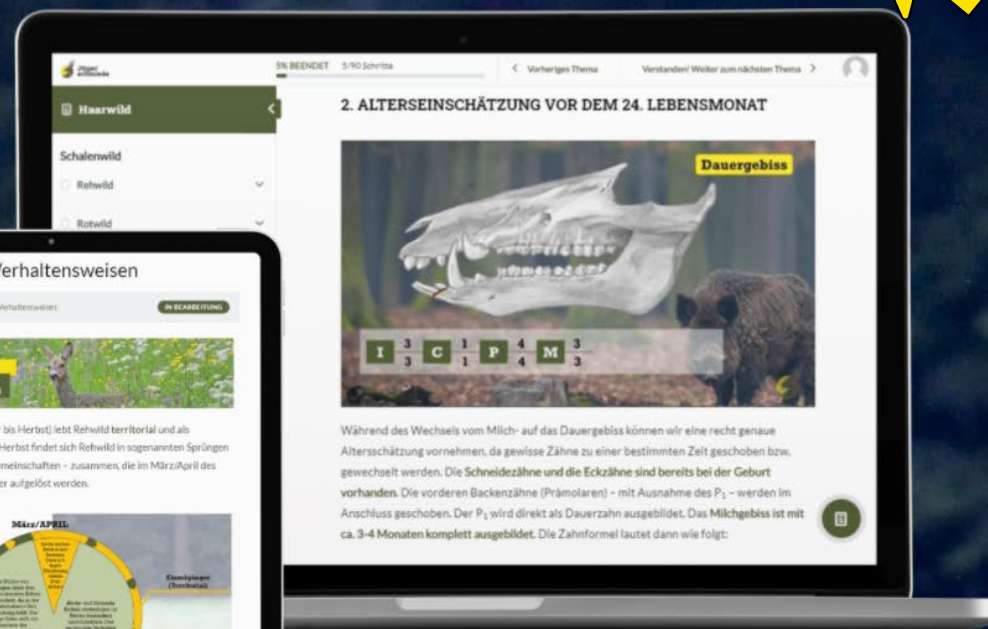 5% BEENDET 5/90 Schritte
Vorheriges Thema
Verstanden! Weiter zum nächsten Thema
Haarwild
Schalenwild
Rehwild
Rotwild
2. ALTERSEINSCHÄTZUNG VOR DEM 24. LEBENSMONAT
Dauergebiss
I 3/3 C 1/1 P 4/4 M 3/3
Während des Wechsels vom Milch- auf das Dauergebiss können wir eine recht genaue
Altersschätzung vornehmen, da gewisse Zähne zu einer bestimmten Zeit geschoben bzw.
gewechselt werden. Die Schneidezähne und die Eckzähne sind bereits bei der Geburt
vorhanden. Die vorderen Backenzähne (Prämolaren) – mit Ausnahme des P₁ – werden im
Anschluss geschoben. Der P₁ wird direkt als Dauerzahn ausgebildet. Das Milchgebiss ist mit
ca. 3-4 Monaten komplett ausgebildet. Die Zahnformel lautet dann wie folgt:
Verhaltensweisen
Verhaltensweisen
IN BEARBEITUNG
bis Herbst) lebt Rehwild territorial und als
Herbst findet sich Rehwild in sogenannten Sprüngen
meinschaften – zusammen, die im März/April des
er aufgelöst werden.
März/APRIL
Einzelgänger
(Territorial)